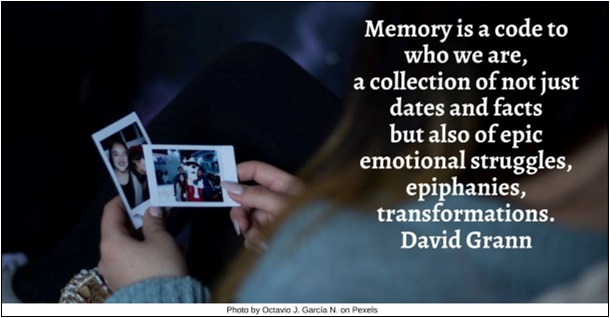 Memory is a code to
who we are,
a collection of not just
dates and facts
but also of epic
emotional struggles,
epiphanies,
transformations.
David Grann
Photo by Octavio J. García N. on Pexels